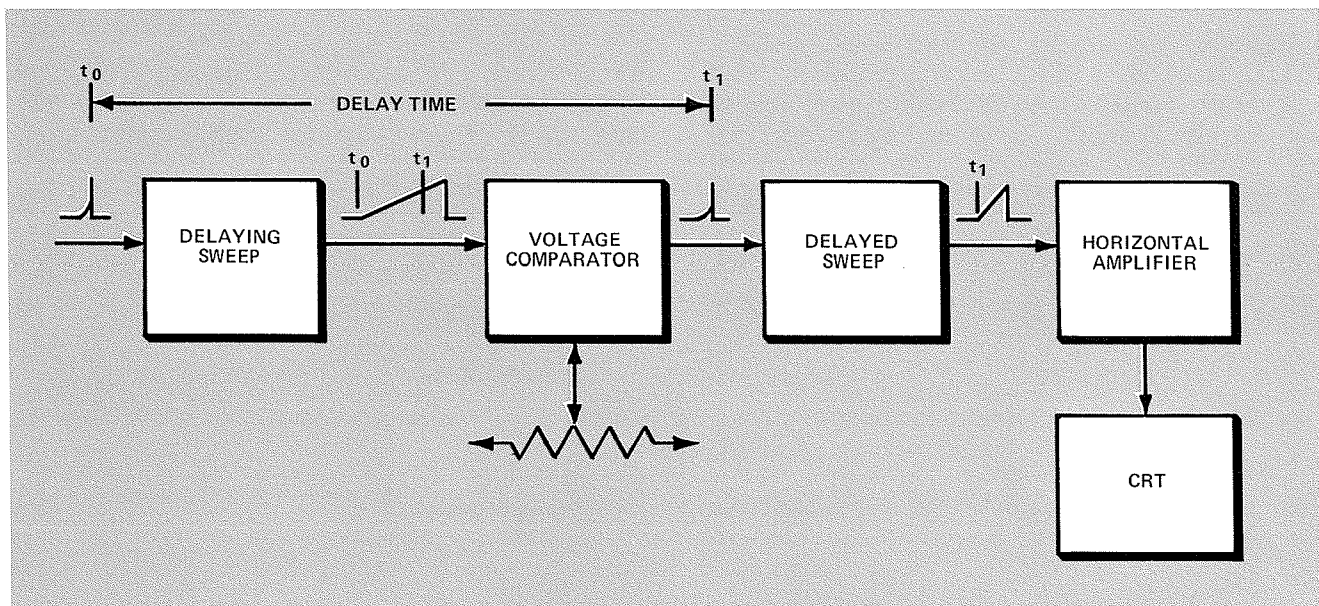 t0
t1
DELAY TIME
t0
t1
t1
DELAYING
SWEEP
VOLTAGE
COMPARATOR
DELAYED
SWEEP
HORIZONTAL
AMPLIFIER
CRT